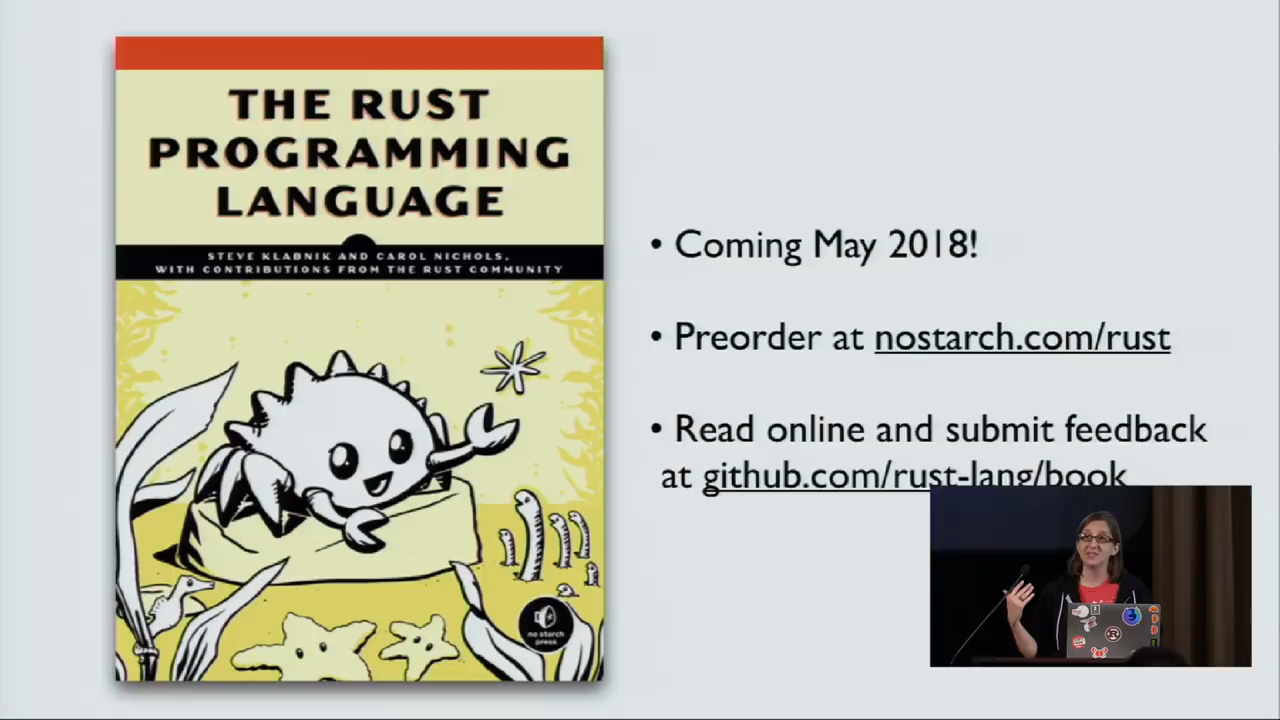 THE RUST
PROGRAMMING
LANGUAGE
STEVE KLABNIK AND CAROL NICHOLS,
WITH CONTRIBUTIONS FROM THE RUST COMMUNITY
no starch
press
• Coming May 2018!
• Preorder at nostarch.com/rust
• Read online and submit feedback
at github.com/rust-lang/book